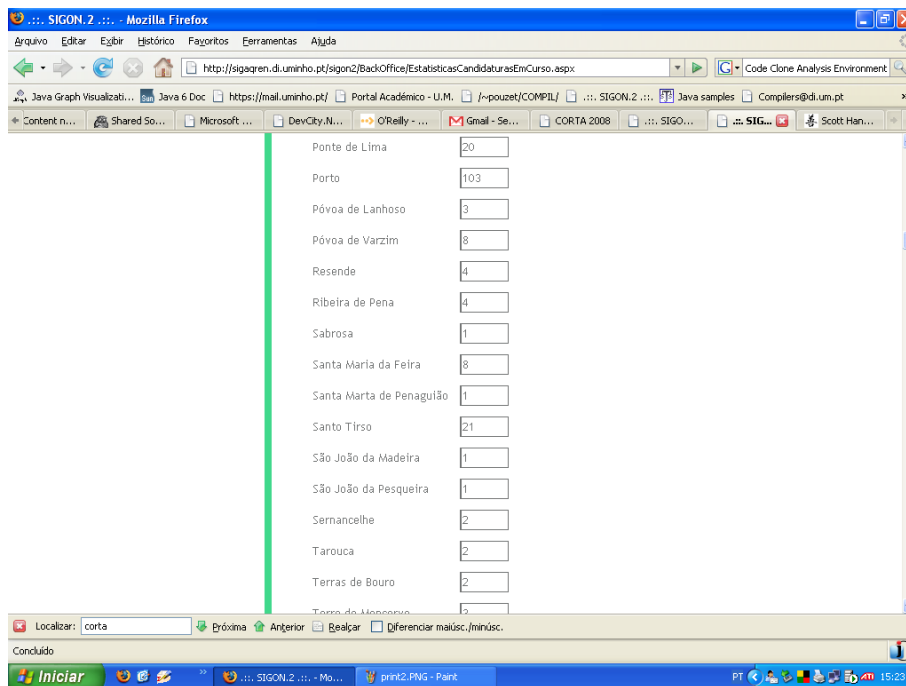 .::. SIGON.2 .::. - Mozilla Firefox
Arquivo Editar Exibir Histórico Favoritos Ferramentas Ajuda
http://sigaqren.di.uminho.pt/sigon2/BackOffice/EstatisticasCandidaturasEmCurso.aspx G Code Clone Analysis Environment
Java Graph Visualizati... Sun Java 6 Doc https://mail.uminho.pt/ Portal Académico - U.M. /~pouzet/COMPIL/ .::. SIGON.2 .::. Java samples Compilers@di.um.pt
Content n... Shared So... Microsoft ... DevCity.N... O'Reilly - ... Gmail - Se... CORTA 2008 .::. SIGO... .::. SIG... Scott Han...
Ponte de Lima 20
Porto 103
Póvoa de Lanhoso 3
Póvoa de Varzim 8
Resende 4
Ribeira de Pena 4
Sabrosa 1
Santa Maria da Feira 8
Santa Marta de Penaguião 1
Santo Tirso 21
São João da Madeira 1
São João da Pesqueira 1
Sernancelhe 2
Tarouca 2
Terras de Bouro 2
Torre de Moncorvo
Localizar: corta Próxima Anterior Realçar Diferenciar maiúsc./minúsc.
Concluído
Iniciar » .::. SIGON.2 .::. - Mo... print2.PNG - Paint PT 15:23